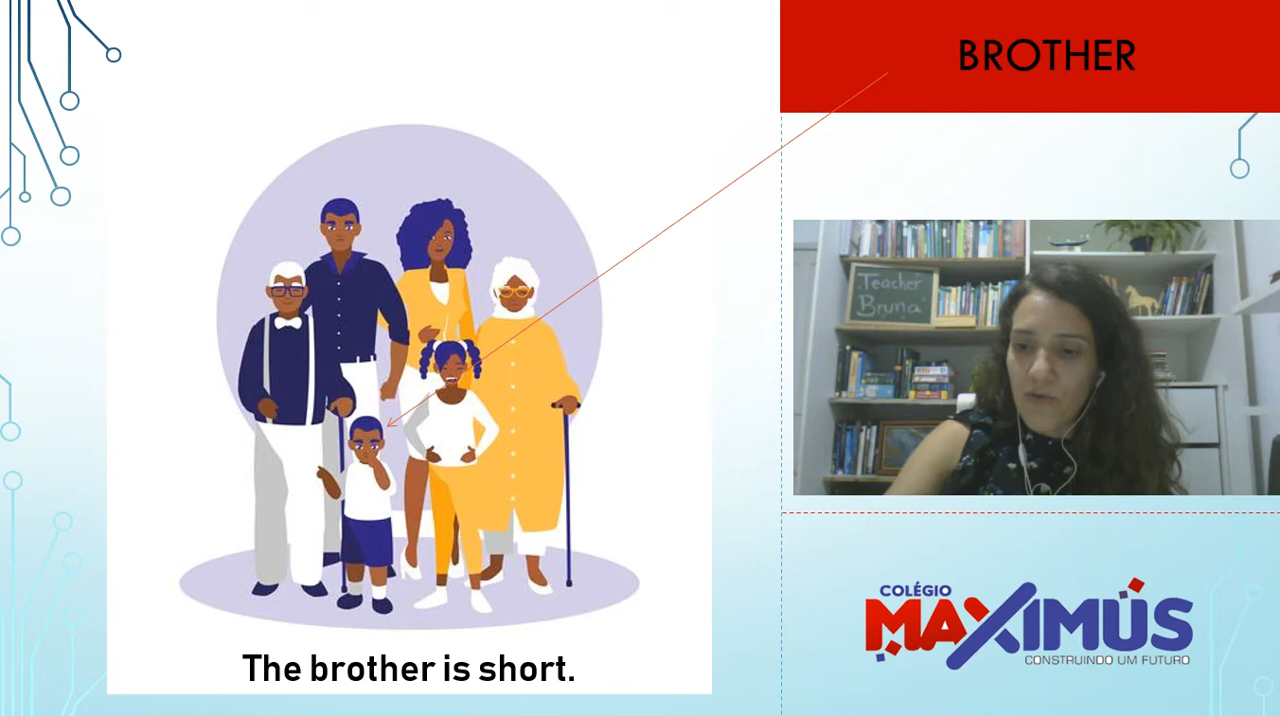 BROTHER
"Teacher
Bruna"
The brother is short.
COLÉGIO
MAXIMÚS
CONSTRUINDO UM FUTURO